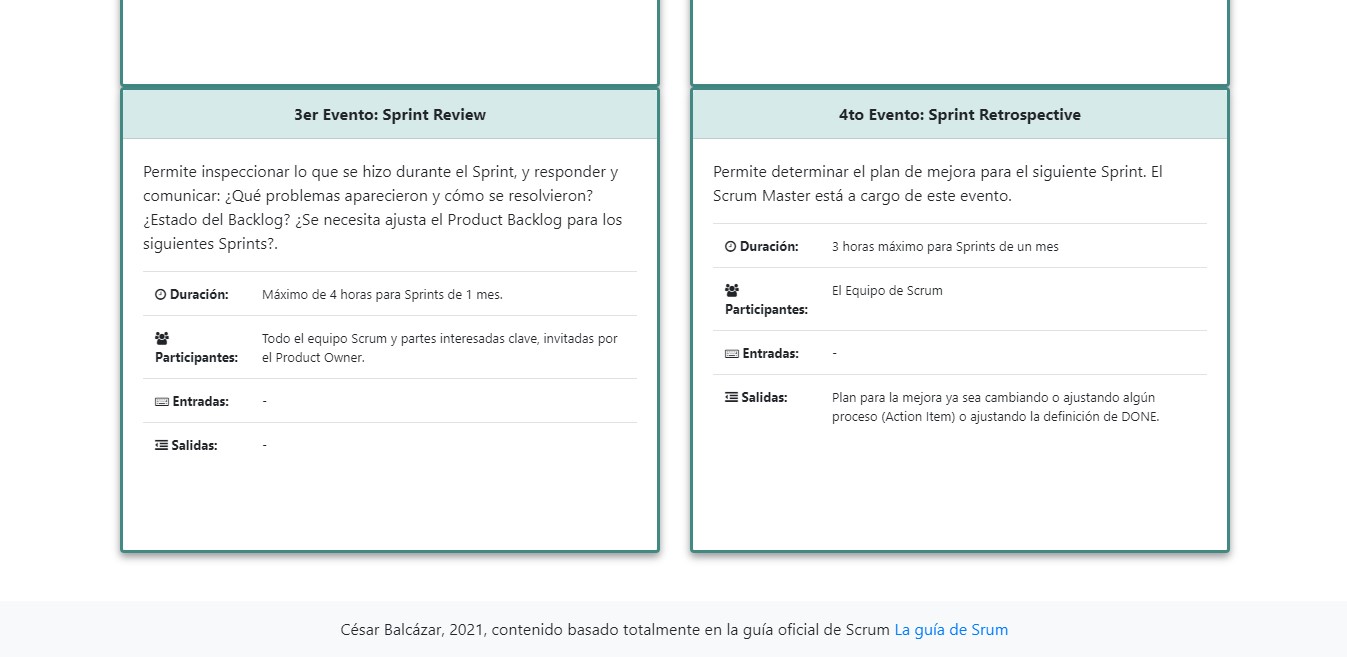 3er Evento: Sprint Review
Permite inspeccionar lo que se hizo durante el Sprint, y responder y
comunicar: ¿Qué problemas aparecieron y cómo se resolvieron?
¿Estado del Backlog? ¿Se necesita ajusta el Product Backlog para los
siguientes Sprints?.
Duración: Máximo de 4 horas para Sprints de 1 mes.
Participantes: Todo el equipo Scrum y partes interesadas clave, invitadas por
el Product Owner.
Entradas: -
Salidas: -
4to Evento: Sprint Retrospective
Permite determinar el plan de mejora para el siguiente Sprint. El
Scrum Master está a cargo de este evento.
Duración: 3 horas máximo para Sprints de un mes
Participantes: El Equipo de Scrum
Entradas: -
Salidas: Plan para la mejora ya sea cambiando o ajustando algún
proceso (Action Item) o ajustando la definición de DONE.
César Balcázar, 2021, contenido basado totalmente en la guía oficial de Scrum La guía de Srum